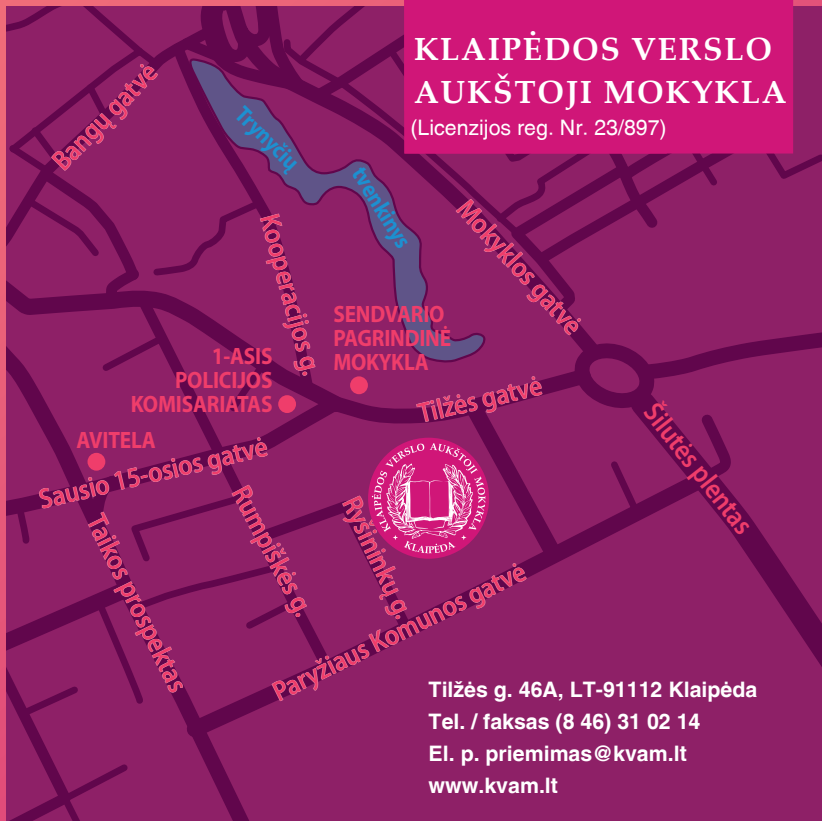 KLAIPĖDOS VERSLO
AUKŠTOJI MOKYKLA
(Licenzijos reg. Nr. 23/897)
Bangų gatvė
Trynyčių
tvenkinys
Kooperacijos g.
Mokyklos gatvė
SENDVARIO
PAGRINDINĖ
MOKYKLA
1-ASIS
POLICIJOS
KOMISARIATAS
Tilžės gatvė
Šilutės plentas
AVITELA
Sausio 15-osios gatvė
KLAIPĖDOS VERSLO AUKŠTOJI MOKYKLA
KLAIPĖDA
Taikos prospektas
Rumpiškės g.
Ryšininkų g.
Paryžiaus Komunos gatvė
Tilžės g. 46A, LT-91112 Klaipėda
Tel. / faksas (8 46) 31 02 14
El. p. priemimas@kvam.lt
www.kvam.lt